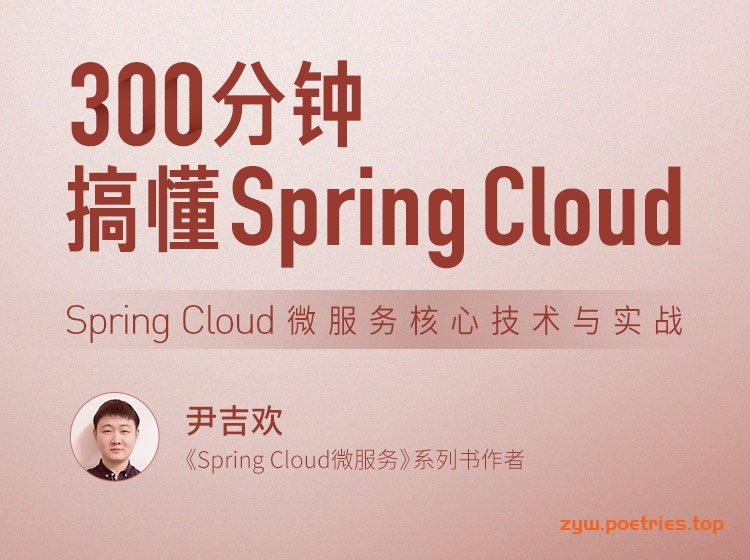 300分钟
搞懂Spring Cloud
Spring Cloud 微服务核心技术与实战
尹吉欢
《Spring Cloud微服务》系列书作者
zyw.poetries.top